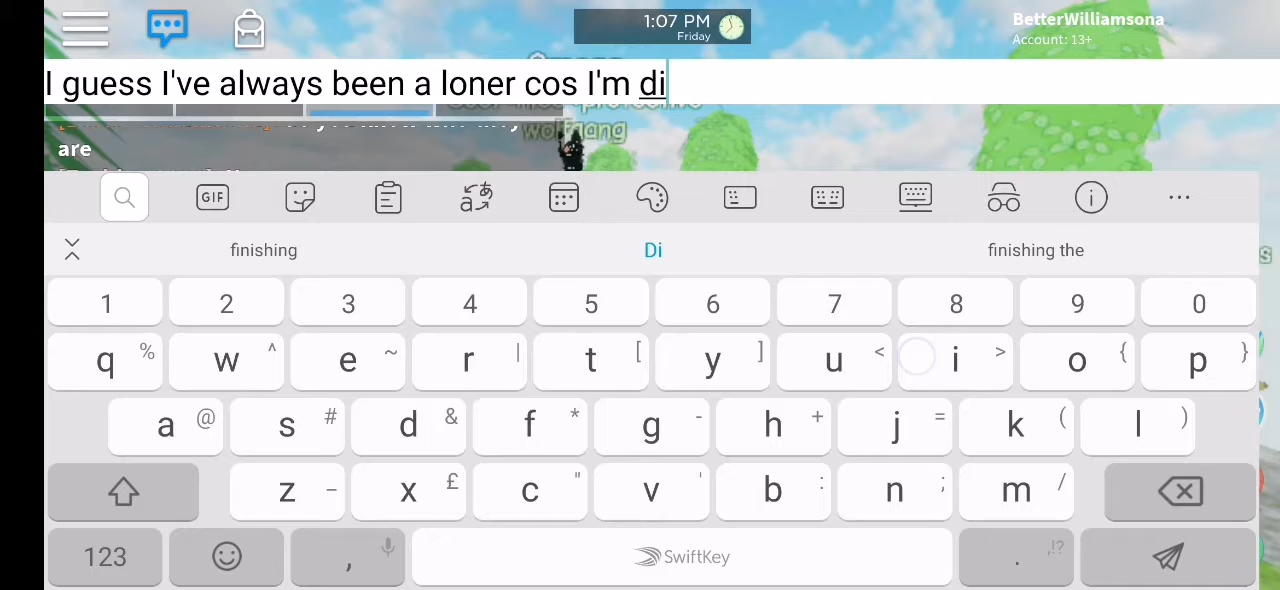 1:07 PM
Friday
BetterWilliamsona
Account: 13+
I guess I've always been a loner cos I'm di
wolfgang
are
GIF
finishing Di finishing the
1 2 3 4 5 6 7 8 9 0
q % w ^ e ~ r | t [ y ] u < i > o { p }
a @ s # d & f * g - h + j = k ( l )
z _ x £ c " v ' b : n ; m /
123 , SwiftKey . ,!?